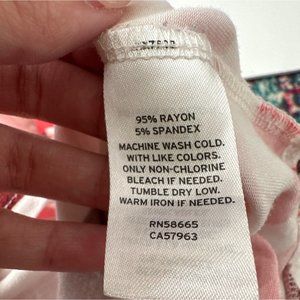 95% RAYON
5% SPANDEX
MACHINE WASH COLD.
WITH LIKE COLORS.
ONLY NON-CHLORINE
BLEACH IF NEEDED.
TUMBLE DRY LOW.
WARM IRON IF NEEDED.
RN58665
CA57963